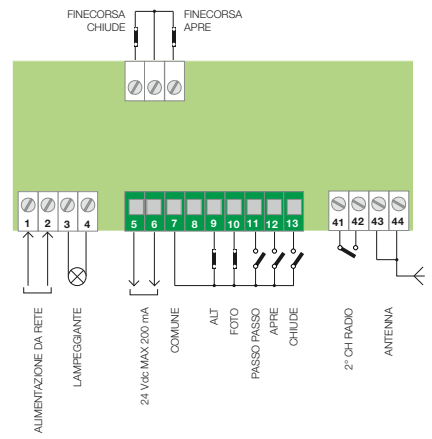 FINECORSA
CHIUDE
FINECORSA
APRE
1 2 3 4
5 6 7 8 9 10 11 12 13
41 42 43 44
ALIMENTAZIONE DA RETE
LAMPEGGIANTE
24 Vdc MAX 200 mA
COMUNE
ALT
FOTO
PASSO PASSO
APRE
CHIUDE
2° CH RADIO
ANTENNA